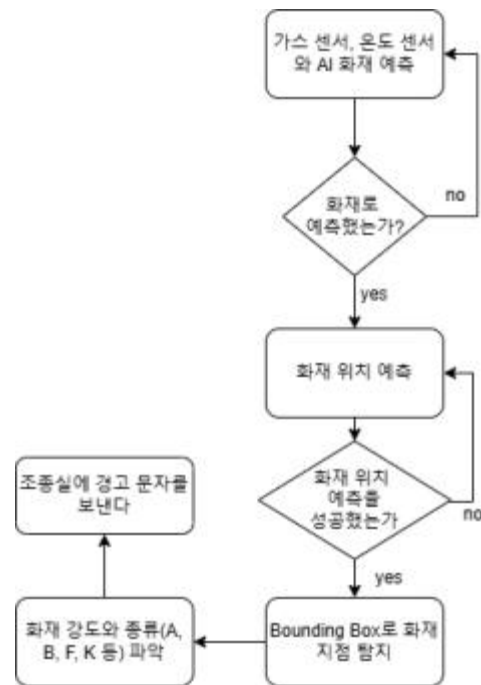 가스 센서, 온도 센서
와 AI 화재 예측
화재로
예측했는가?
no
yes
화재 위치 예측
화재 위치
예측을
성공했는가
no
yes
Bounding Box로 화재
지점 탐지
화재 강도와 종류(A,
B, F, K 등) 파악
조종실에 경고 문자를
보낸다